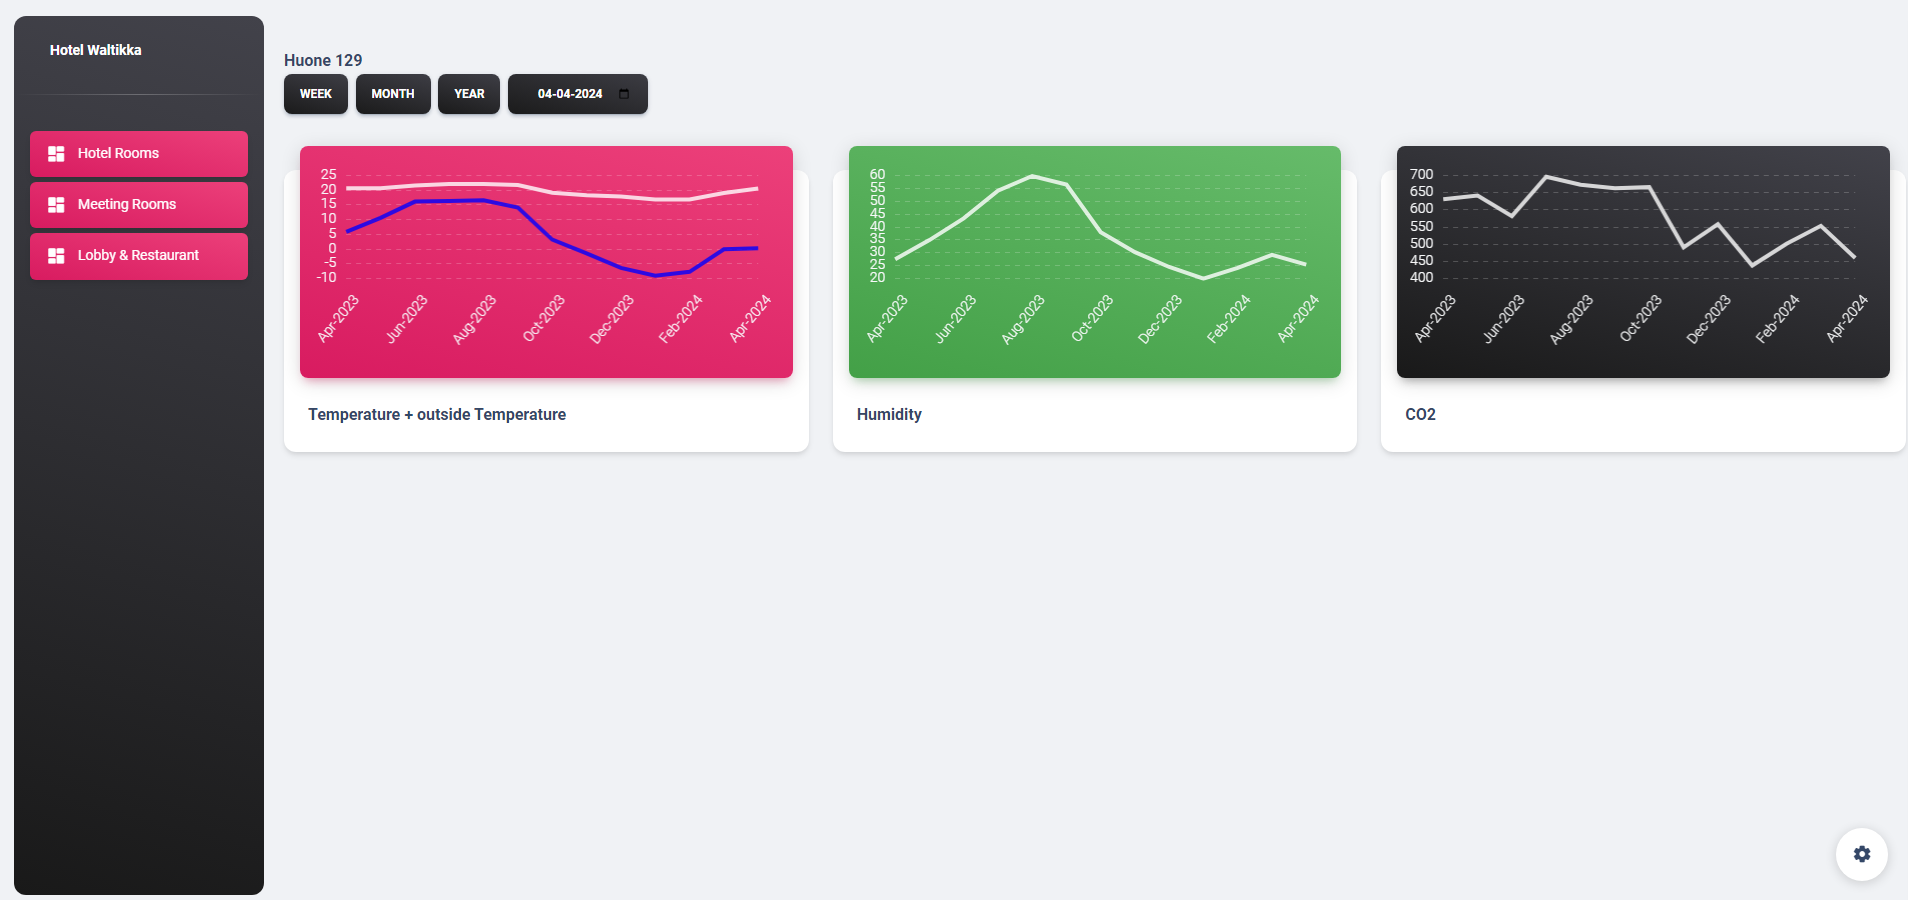 Hotel Waltikka
Hotel Rooms
Meeting Rooms
Lobby & Restaurant
Huone 129
WEEK MONTH YEAR 04-04-2024
25
20
15
10
5
0
-5
-10
Apr-2023 Jun-2023 Aug-2023 Oct-2023 Dec-2023 Feb-2024 Apr-2024
Temperature + outside Temperature
60
55
50
45
40
35
30
25
20
Apr-2023 Jun-2023 Aug-2023 Oct-2023 Dec-2023 Feb-2024 Apr-2024
Humidity
700
650
600
550
500
450
400
Apr-2023 Jun-2023 Aug-2023 Oct-2023 Dec-2023 Feb-2024 Apr-2024
CO2